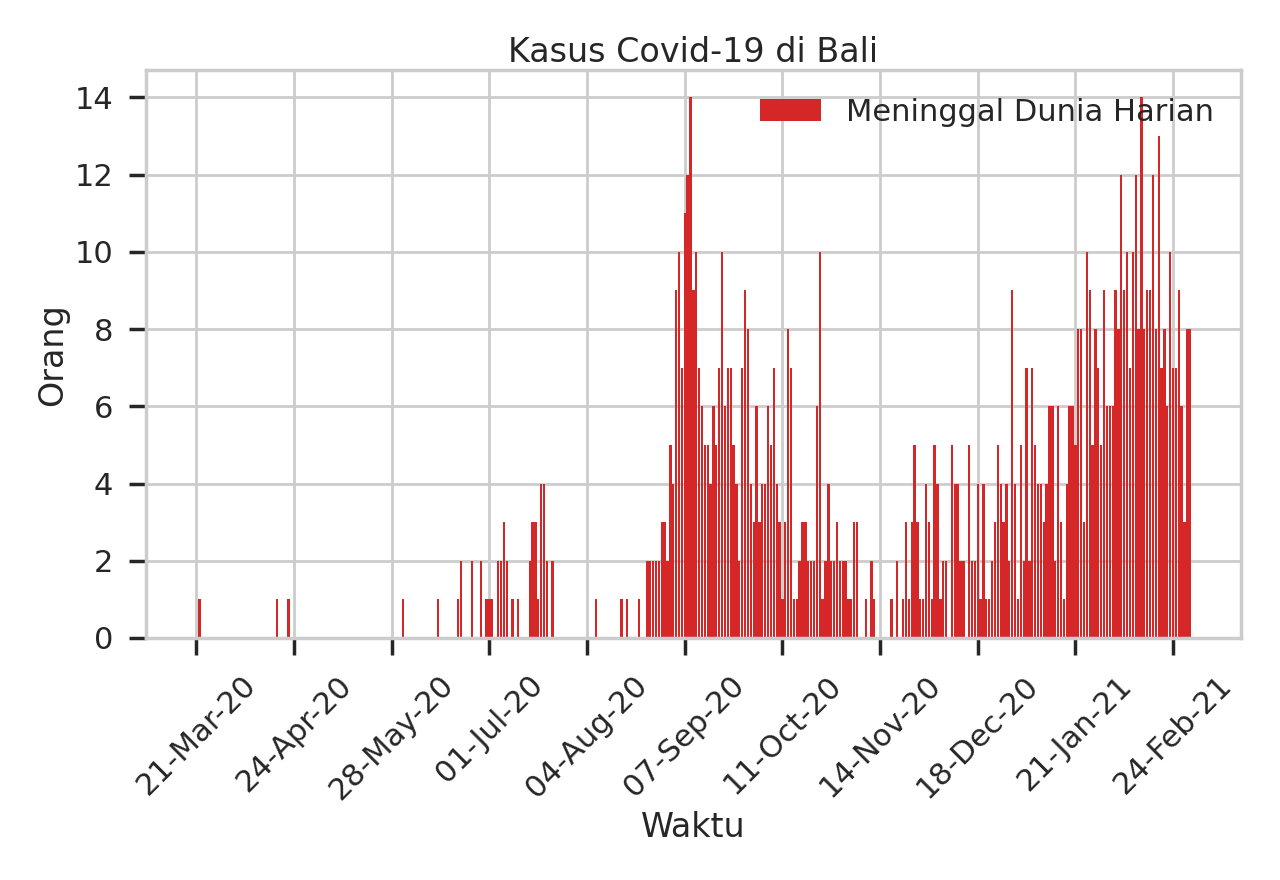 Kasus Covid-19 di Bali
Meninggal Dunia Harian
14
12
10
8
6
4
2
0
Orang
21-Mar-20
24-Apr-20
28-May-20
01-Jul-20
04-Aug-20
07-Sep-20
11-Oct-20
14-Nov-20
18-Dec-20
21-Jan-21
24-Feb-21
Waktu